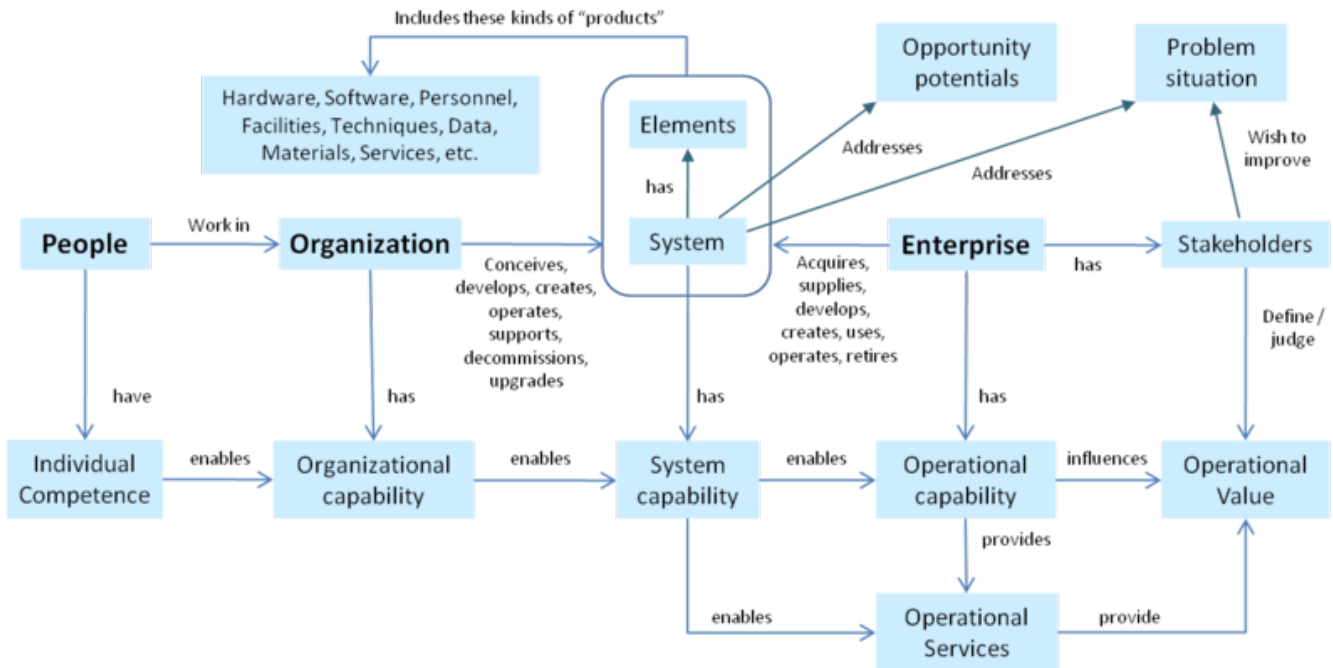 Includes these kinds of “products”
Hardware, Software, Personnel,
Facilities, Techniques, Data,
Materials, Services, etc.
Elements
Opportunity
potentials
Problem
situation
has
Addresses
Addresses
Wish to
improve
People
Work in
Organization
System
Enterprise
has
Stakeholders
Conceives,
develops, creates,
operates,
supports,
decommissions,
upgrades
Acquires,
supplies,
develops,
creates, uses,
operates, retires
Define /
judge
have
has
has
has
Individual
Competence
enables
Organizational
capability
enables
System
capability
enables
Operational
capability
influences
Operational
Value
provides
enables
Operational
Services
provide